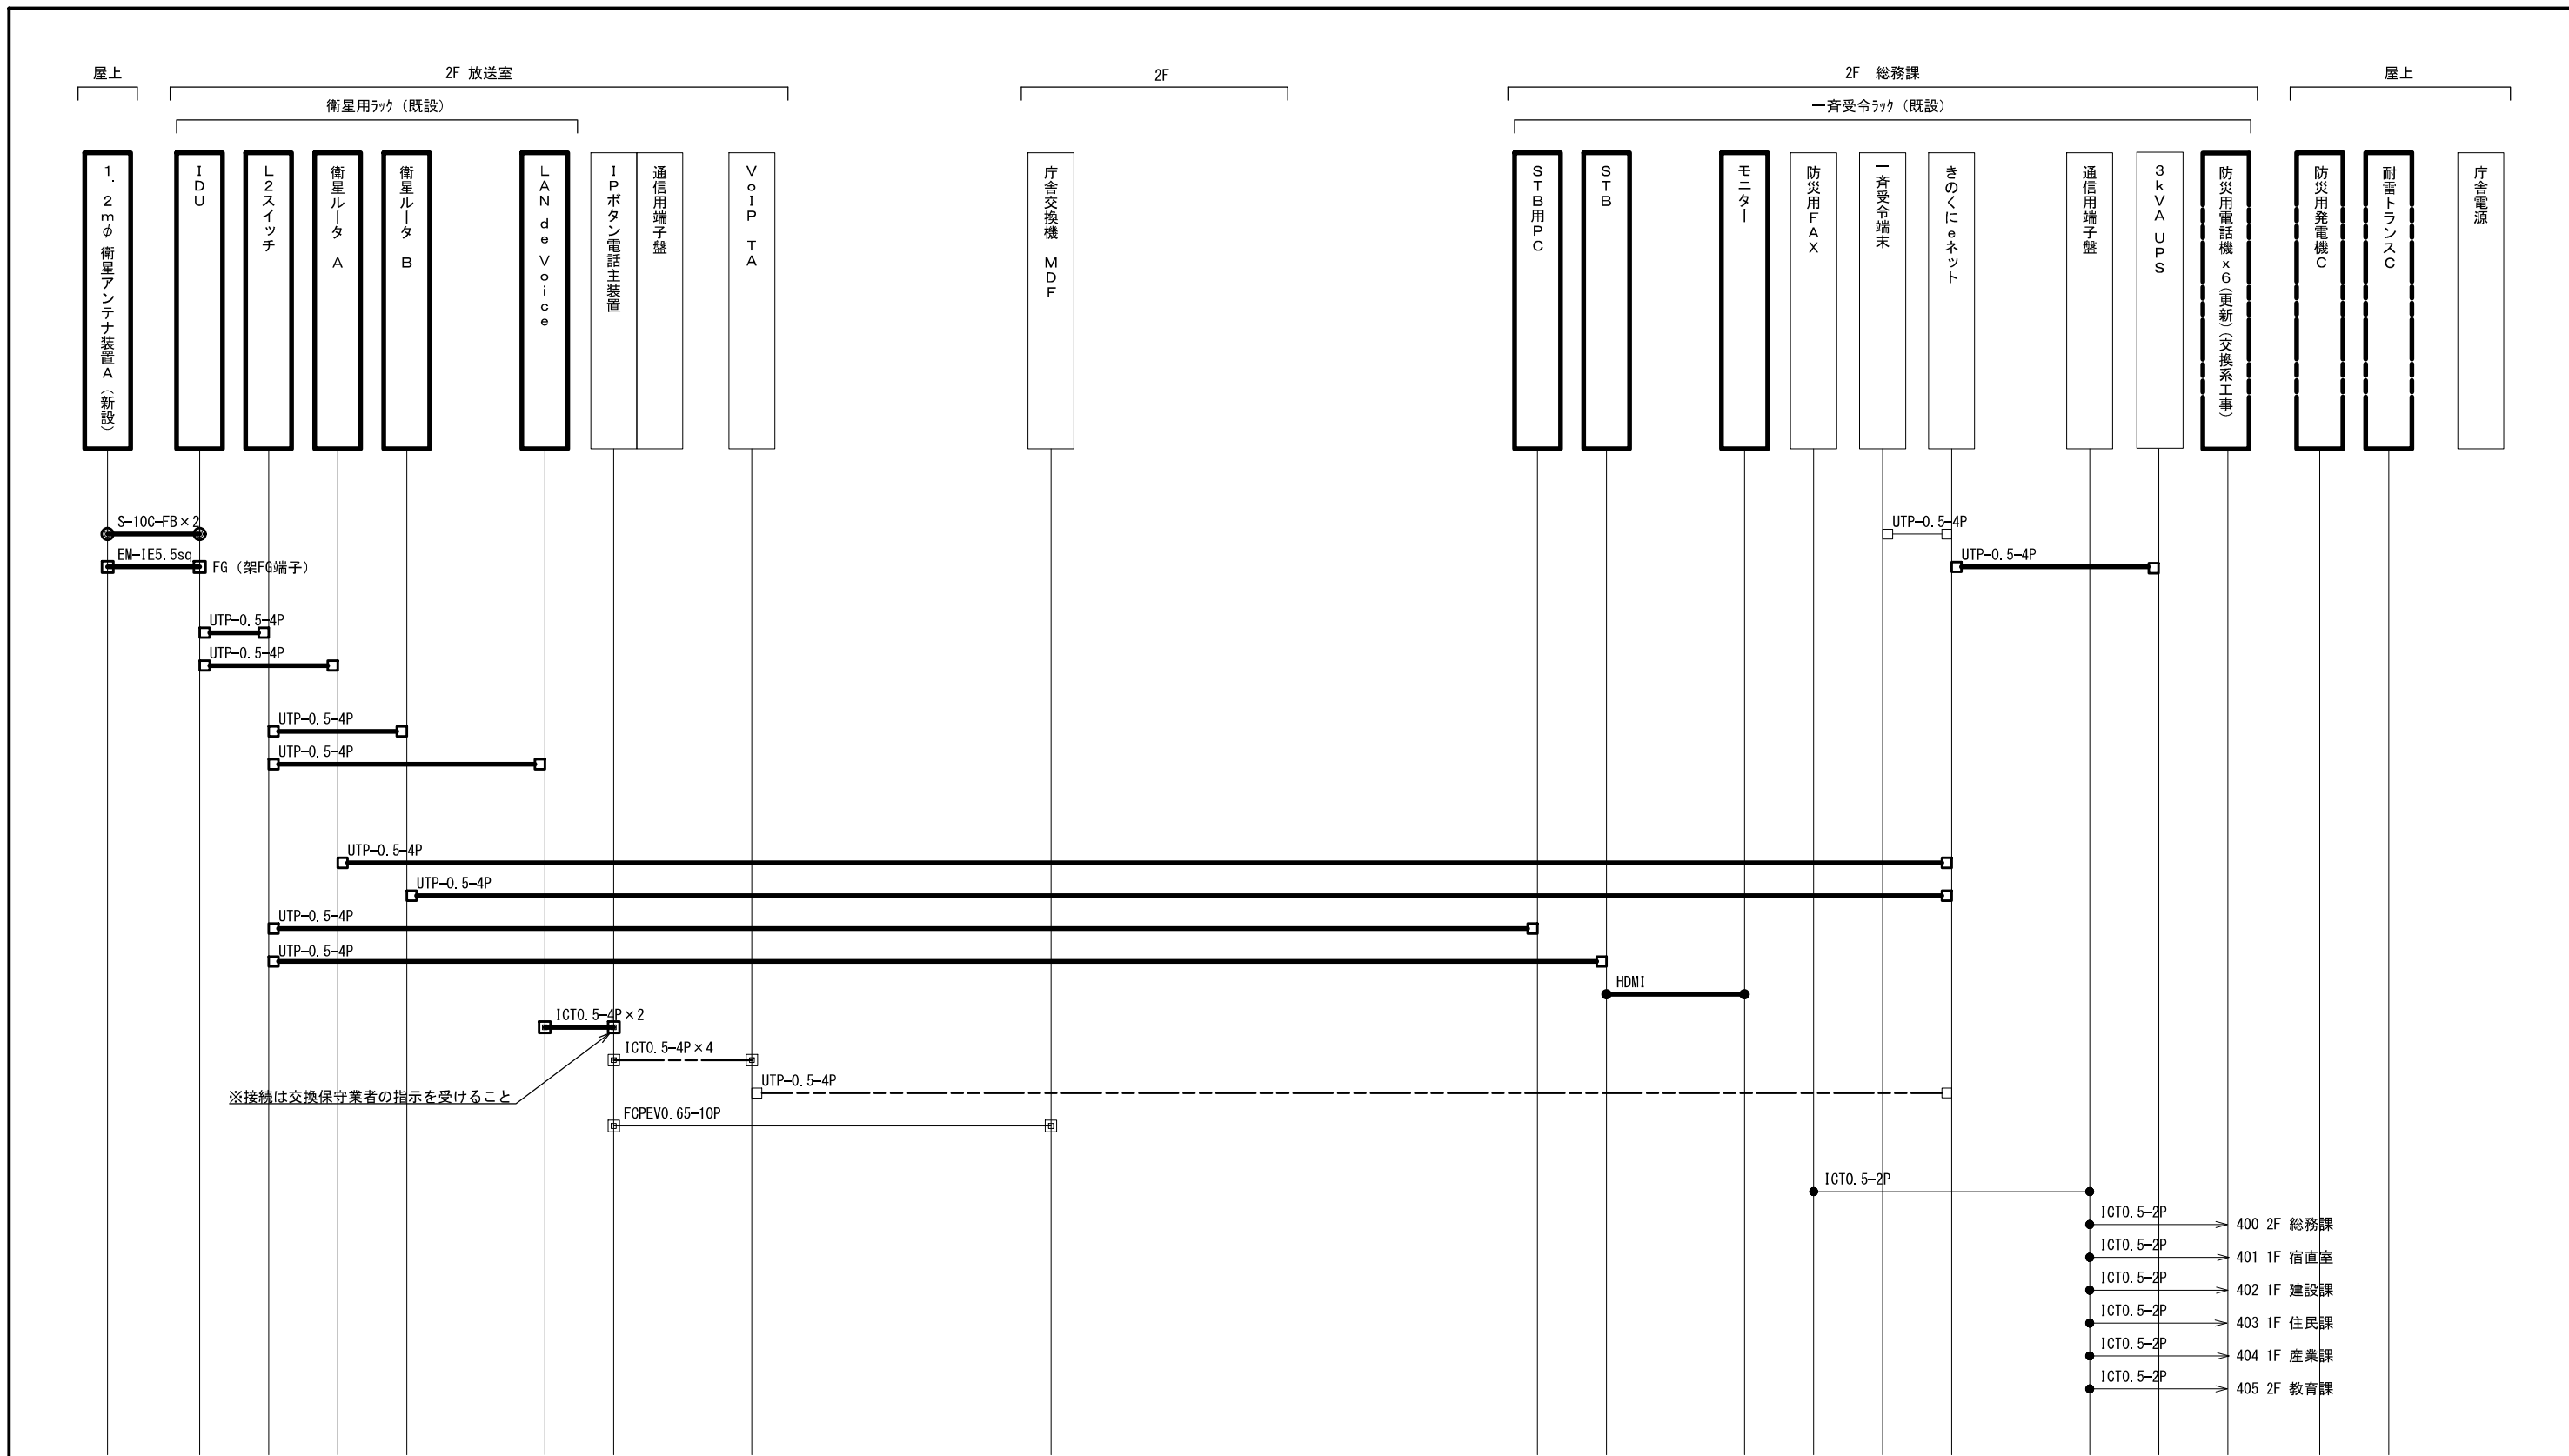 屋上
2F 放送室
2F
2F 総務課
屋上
衛星用ﾗｯｸ（既設）
一斉受令ﾗｯｸ（既設）
１．２ｍφ衛星アンテナ装置Ａ（新設）
ＩＤＵ
Ｌ２スイッチ
衛星ルータ Ａ
衛星ルータ Ｂ
ＬＡＮ ｄｅ Ｖｏｉｃｅ
ＩＰボタン電話主装置
通信用端子盤
ＶｏＩＰ ＴＡ
庁舎交換機 ＭＤＦ
ＳＴＢ用ＰＣ
ＳＴＢ
モニター
防災用ＦＡＸ
一斉受令端末
きのくにｅネット
通信用端子盤
３ｋＶＡ ＵＰＳ
防災用電話機ｘ６（更新）（交換系工事）
防災用発電機Ｃ
耐雷トランスＣ
庁舎電源
S-10C-FB×2
UTP-0.5-4P
EM-IE5.5sq
FG（架FG端子）
UTP-0.5-4P
UTP-0.5-4P
UTP-0.5-4P
UTP-0.5-4P
UTP-0.5-4P
UTP-0.5-4P
UTP-0.5-4P
UTP-0.5-4P
UTP-0.5-4P
HDMI
ICT0.5-4P×2
ICT0.5-4P×4
UTP-0.5-4P
※接続は交換保守業者の指示を受けること
FCPEV0.65-10P
ICT0.5-2P
ICT0.5-2P
400 2F 総務課
ICT0.5-2P
401 1F 宿直室
ICT0.5-2P
402 1F 建設課
ICT0.5-2P
403 1F 住民課
ICT0.5-2P
404 1F 産業課
ICT0.5-2P
405 2F 教育課